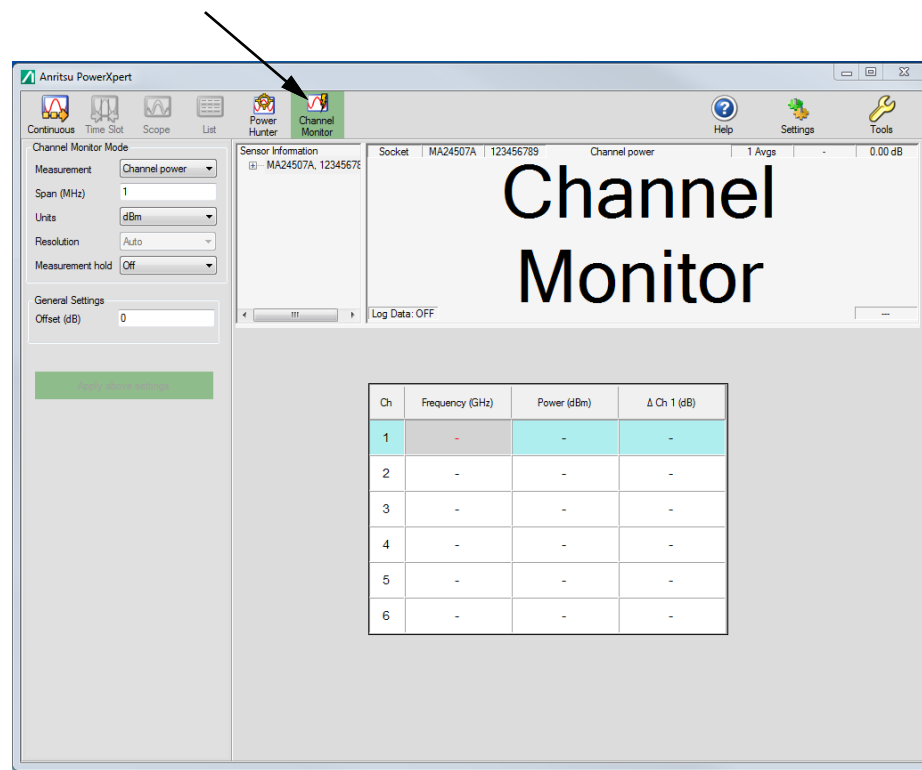 Anritsu PowerXpert
Continuous Time Slot Scope List Power Hunter Channel Monitor Help Settings Tools
Channel Monitor Mode
Measurement Channel power
Span (MHz) 1
Units dBm
Resolution Auto
Measurement hold Off
General Settings
Offset (dB) 0
Apply above settings
Sensor Information
MA24507A, 12345678
Socket MA24507A 123456789 Channel power 1 Avgs - 0.00 dB
Channel
Monitor
Log Data: OFF ---
Ch Frequency (GHz) Power (dBm) Δ Ch 1 (dB)
1 - - -
2 - - -
3 - - -
4 - - -
5 - - -
6 - - -